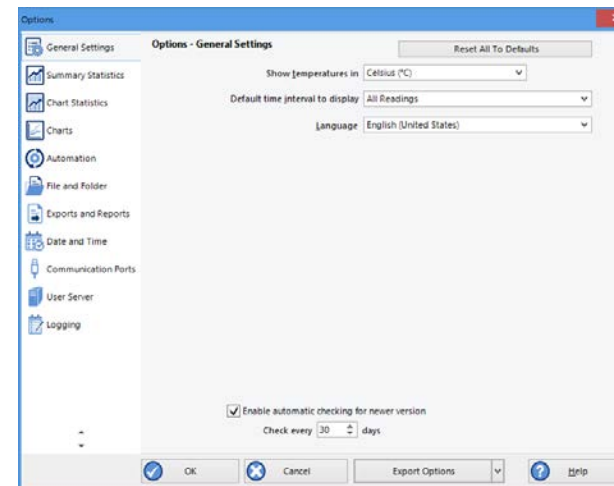 Options
General Settings
Summary Statistics
Chart Statistics
Charts
Automation
File and Folder
Exports and Reports
Date and Time
Communication Ports
User Server
Logging
Options - General Settings
Reset All To Defaults
Show temperatures in Celsius (°C)
Default time interval to display All Readings
Language English (United States)
Enable automatic checking for newer version
Check every 30 days
OK Cancel Export Options Help